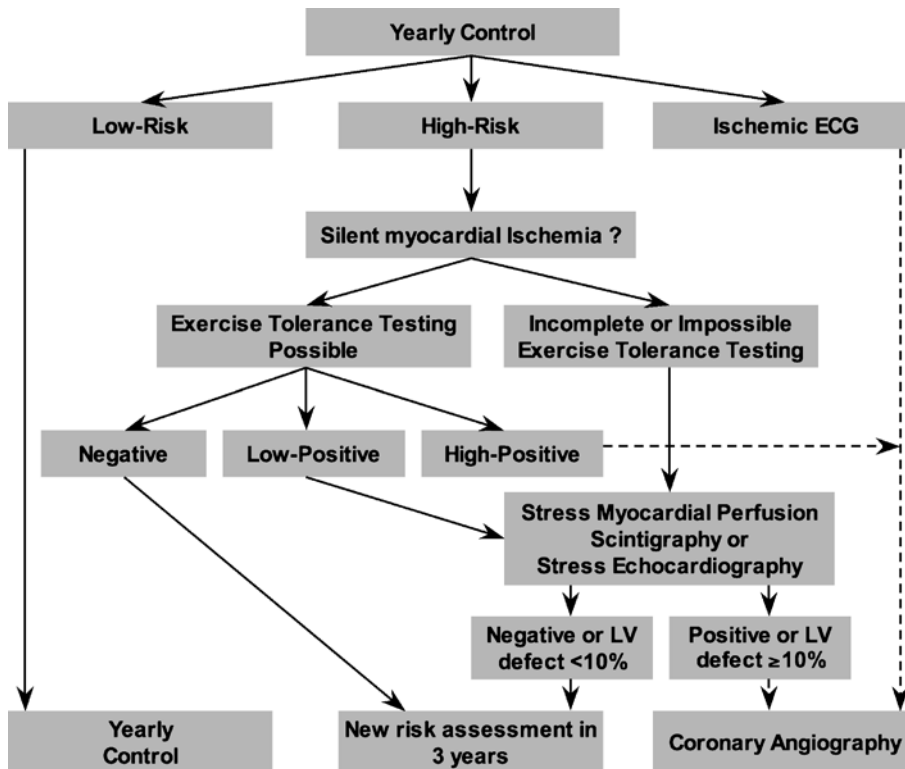 Yearly Control
Low-Risk
High-Risk
Ischemic ECG
Silent myocardial Ischemia ?
Exercise Tolerance Testing
Possible
Incomplete or Impossible
Exercise Tolerance Testing
Negative
Low-Positive
High-Positive
Stress Myocardial Perfusion
Scintigraphy or
Stress Echocardiography
Negative or LV
defect <10%
Positive or LV
defect ≥10%
Yearly
Control
New risk assessment in
3 years
Coronary Angiography